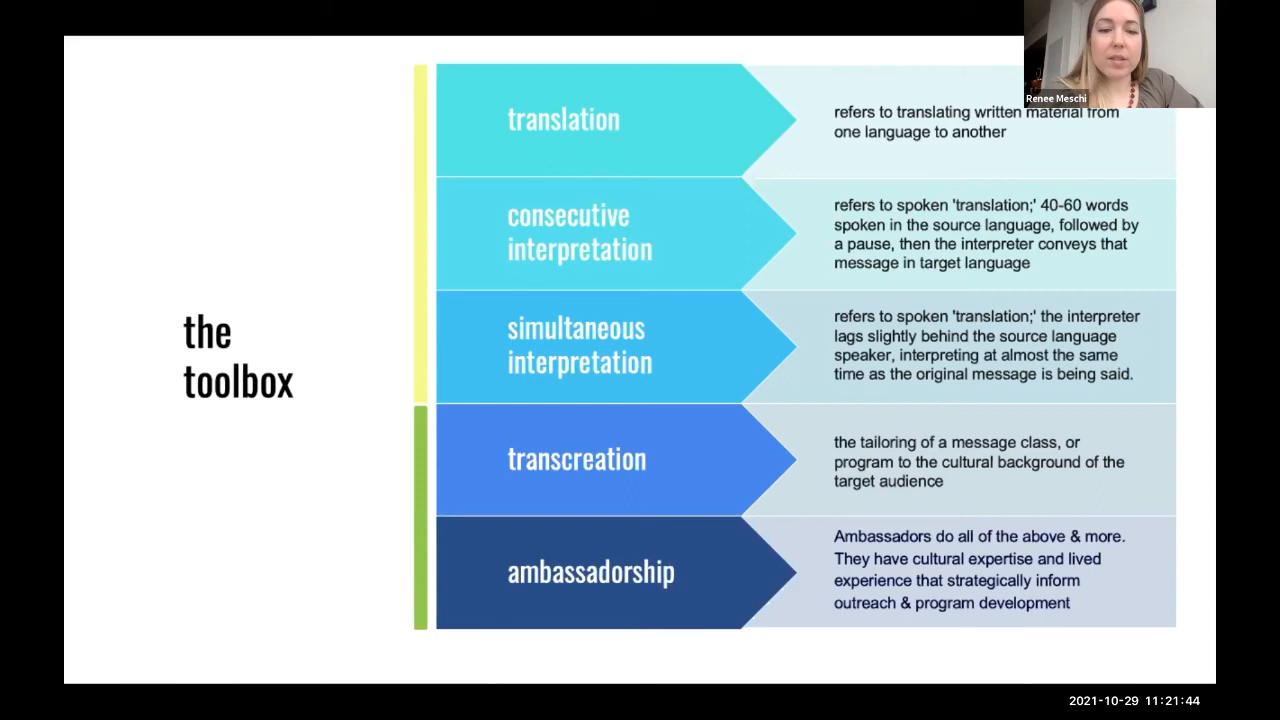 Renee Meschi
the
toolbox
translation
refers to translating written material from
one language to another
consecutive
interpretation
refers to spoken 'translation;' 40-60 words
spoken in the source language, followed by
a pause, then the interpreter conveys that
message in target language
simultaneous
interpretation
refers to spoken 'translation;' the interpreter
lags slightly behind the source language
speaker, interpreting at almost the same
time as the original message is being said.
transcreation
the tailoring of a message class, or
program to the cultural background of the
target audience
ambassadorship
Ambassadors do all of the above & more.
They have cultural expertise and lived
experience that strategically inform
outreach & program development
2021-10-29 11:21:44